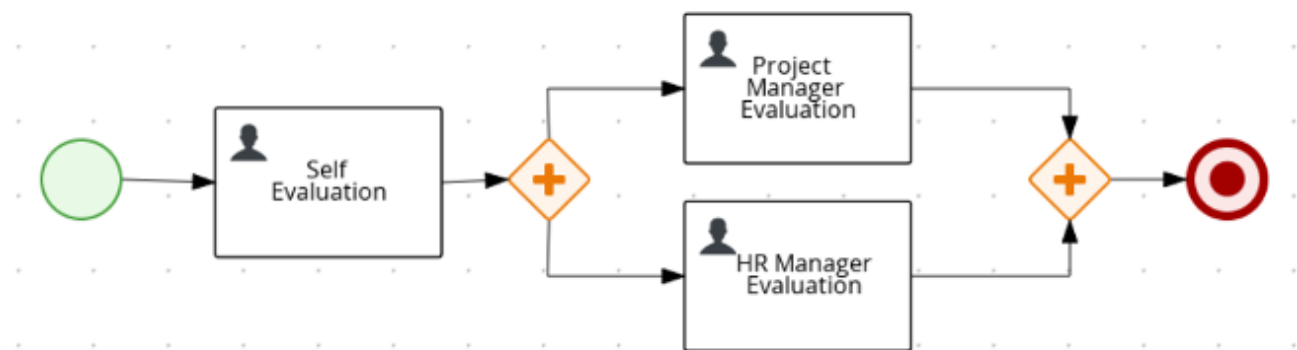 Self
Evaluation
Project
Manager
Evaluation
HR Manager
Evaluation